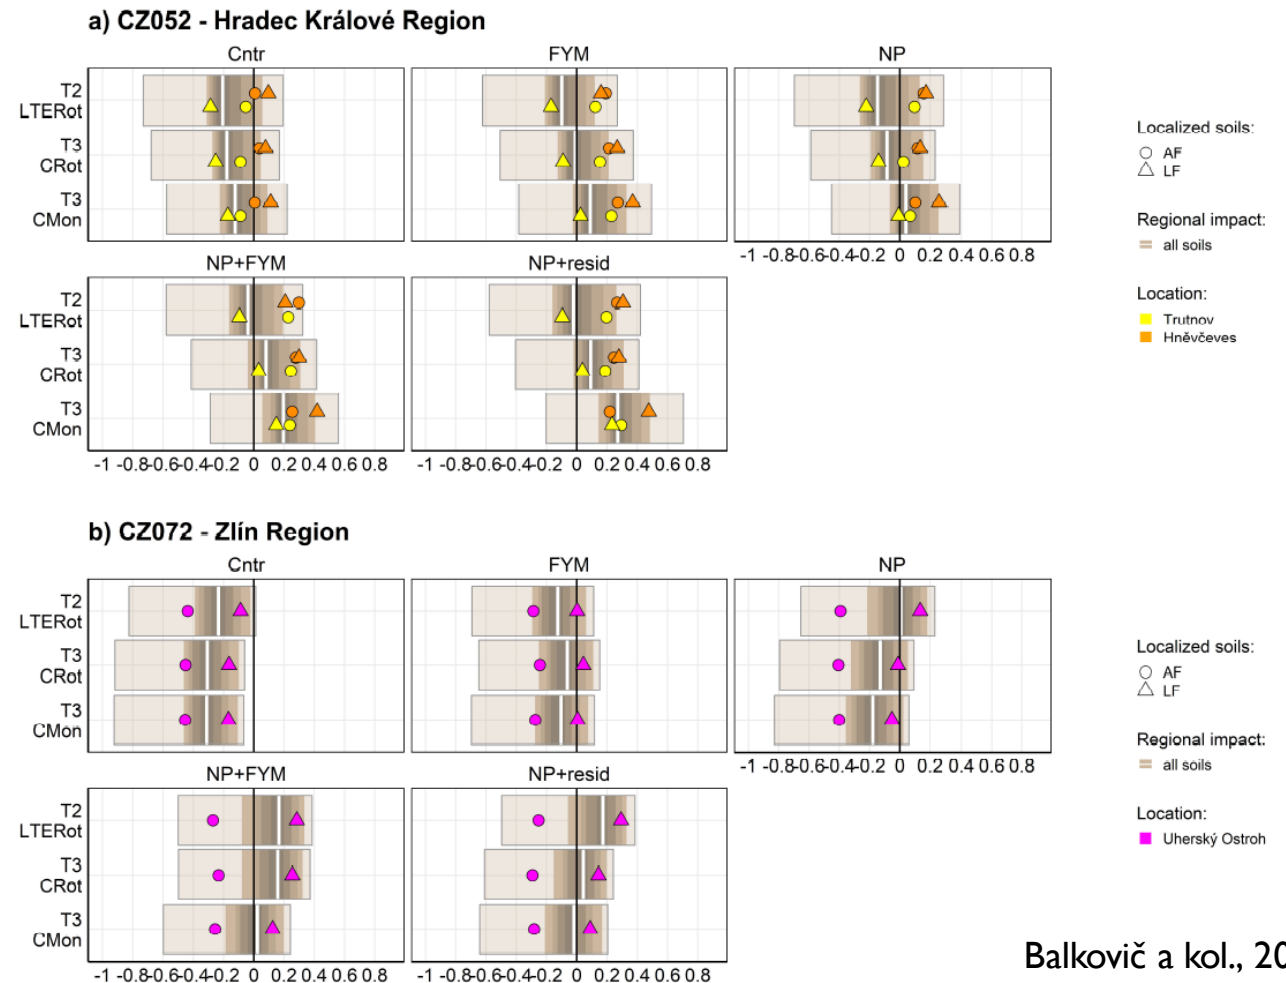 a) CZ052 - Hradec Králové Region
Cntr
FYM
NP
T2
LTERot
T3
CRot
T3
CMon
-1 -0.8-0.6-0.4-0.2 0 0.2 0.4 0.6 0.8
Localized soils:
AF
LF
Regional impact:
all soils
Location:
Trutnov
Hněvčeves
NP+FYM
NP+resid
T2
LTERot
T3
CRot
T3
CMon
-1 -0.8-0.6-0.4-0.2 0 0.2 0.4 0.6 0.8
-1 -0.8-0.6-0.4-0.2 0 0.2 0.4 0.6 0.8
b) CZ072 - Zlín Region
Cntr
FYM
NP
T2
LTERot
T3
CRot
T3
CMon
-1 -0.8-0.6-0.4-0.2 0 0.2 0.4 0.6 0.8
Localized soils:
AF
LF
Regional impact:
all soils
Location:
Uherský Ostroh
NP+FYM
NP+resid
T2
LTERot
T3
CRot
T3
CMon
-1 -0.8-0.6-0.4-0.2 0 0.2 0.4 0.6 0.8
-1 -0.8-0.6-0.4-0.2 0 0.2 0.4 0.6 0.8
Balkovič a kol., 20